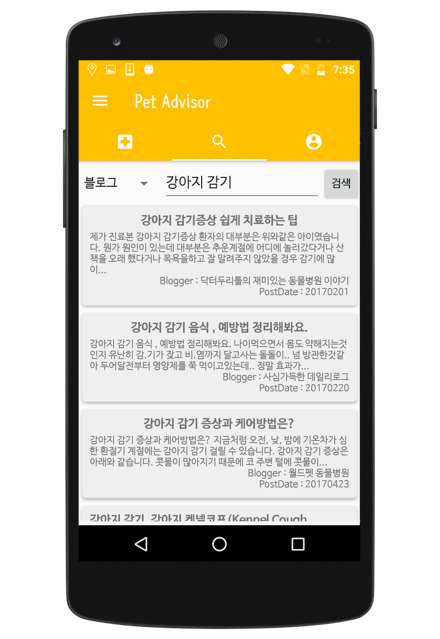 7:35
Pet Advisor
블로그 강아지 감기 검색
강아지 감기증상 쉽게 치료하는 팁
제가 진료본 강아지 감기증상 환자의 대부분은 위와같은 아이였습니
다. 뭔가 원인이 있는데 대부분은 추운계절에 어디에 놀러갔다거나 산
책을 오래 했다거나 목욕을하고 잘 말려주지 않았을 경우 감기에 많
이...
Blogger : 닥터두리틀의 재미있는 동물병원 이야기
PostDate : 20170201
강아지 감기 음식 , 예방법 정리해봐요.
강아지 감기 음식 , 예방법 정리해봐요. 나이먹으면서 몸도 약해지는것
인지 유난히 감.기가 잦고 비.염까지 달고사는 돌돌이.. 넘 방관한것같
아 두어달전부터 영양제를 쭉 먹이고있는데.. 정말 효과가...
Blogger : 사심가득한 데일리로그
PostDate : 20170220
강아지 감기 증상과 케어방법은?
강아지 감기 증상과 케어방법은? 지금처럼 오전, 낮, 밤에 기온차가 심
한 환절기 계절에는 강아지 감기 걸릴 수 있습니다. 강아지 감기 증상은
아래와 같습니다. 콧물이 많아지기 때문에 코 주변 털에 콧물이...
Blogger : 월드펫 동물병원
PostDate : 20170423
강아지 감기, 강아지 켄넬코프(Kennel Cough